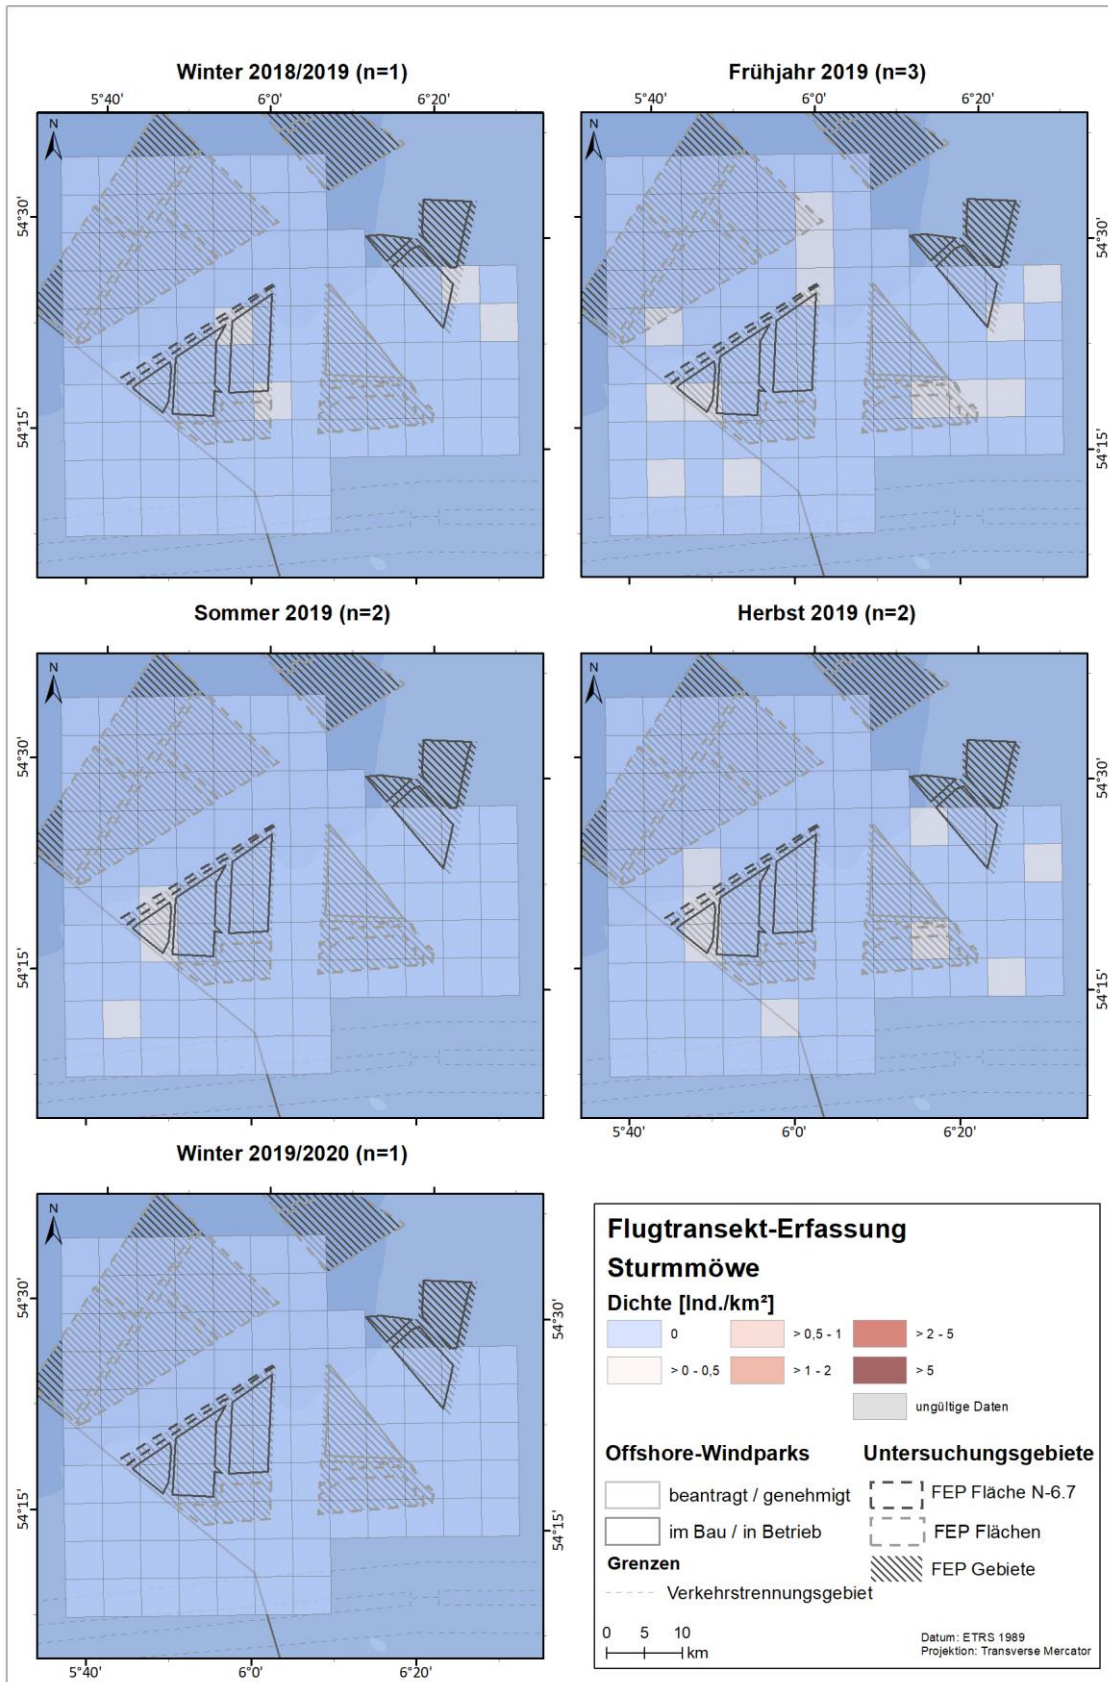 Winter 2018/2019 (n=1)
Frühjahr 2019 (n=3)
5°40' 6°0' 6°20'
5°40' 6°0' 6°20'
N
N
54°30'
54°30'
54°15'
54°15'
Sommer 2019 (n=2)
Herbst 2019 (n=2)
N
N
54°30'
54°30'
54°15'
54°15'
5°40' 6°0' 6°20'
Winter 2019/2020 (n=1)
N
54°30'
54°30'
54°15'
54°15'
5°40' 6°0' 6°20'
Flugtransekt-Erfassung
Sturmmöwe
Dichte [Ind./km²]
0
> 0,5 - 1
> 2 - 5
> 0 - 0,5
> 1 - 2
> 5
ungültige Daten
Offshore-Windparks
beantragt / genehmigt
im Bau / in Betrieb
Grenzen
Verkehrstrennungsgebiet
Untersuchungsgebiete
FEP Fläche N-6.7
FEP Flächen
FEP Gebiete
0 5 10
km
Datum: ETRS 1989
Projektion: Transverse Mercator